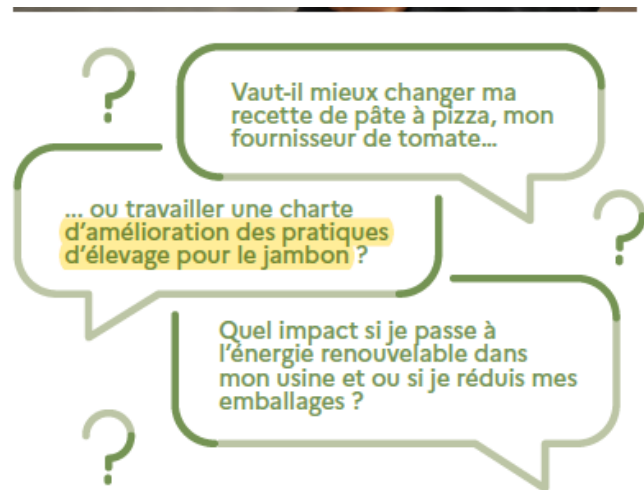 ?
Vaut-il mieux changer ma
recette de pâte à pizza, mon
fournisseur de tomate...
... ou travailler une charte
d'amélioration des pratiques
d'élevage pour le jambon ?
?
Quel impact si je passe à
l'énergie renouvelable dans
mon usine et ou si je réduis mes
emballages ?
?